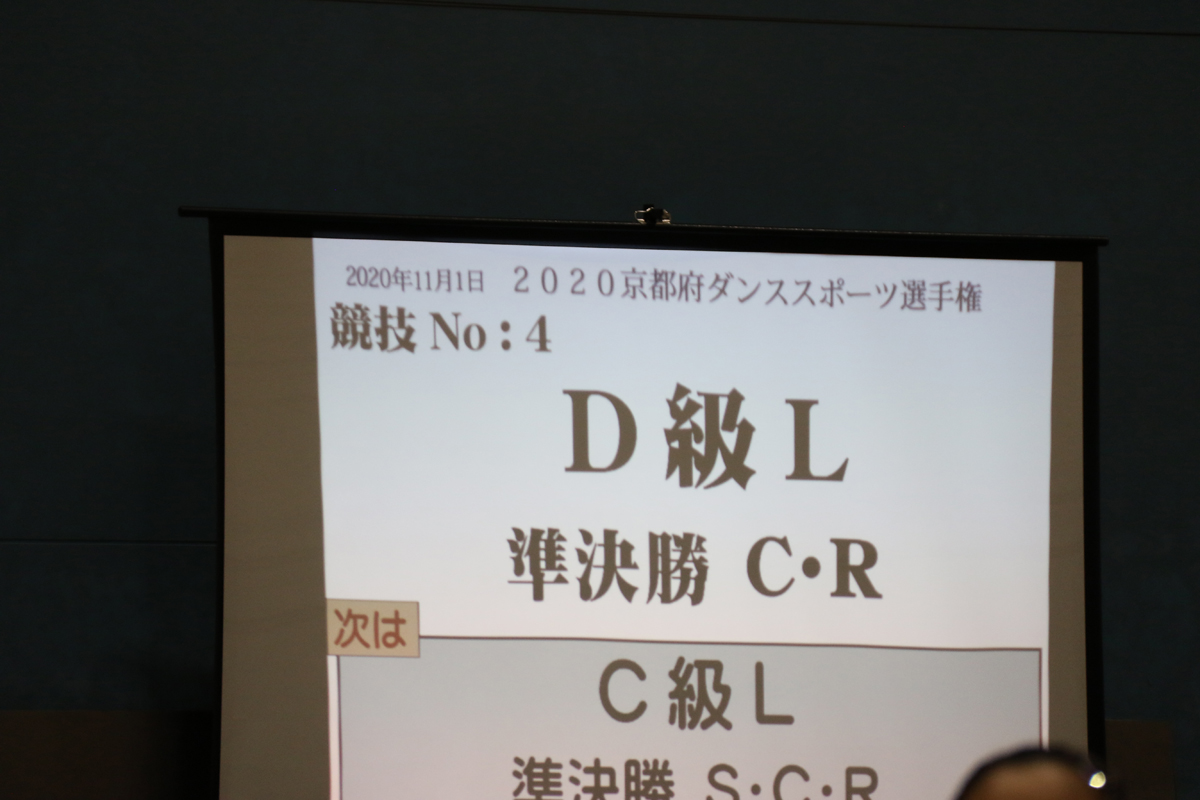 2020年11月1日 2020京都府ダンススポーツ選手権
競技 No:4
D級L
準決勝 C・R
次は
C級L
準決勝 S・C・R